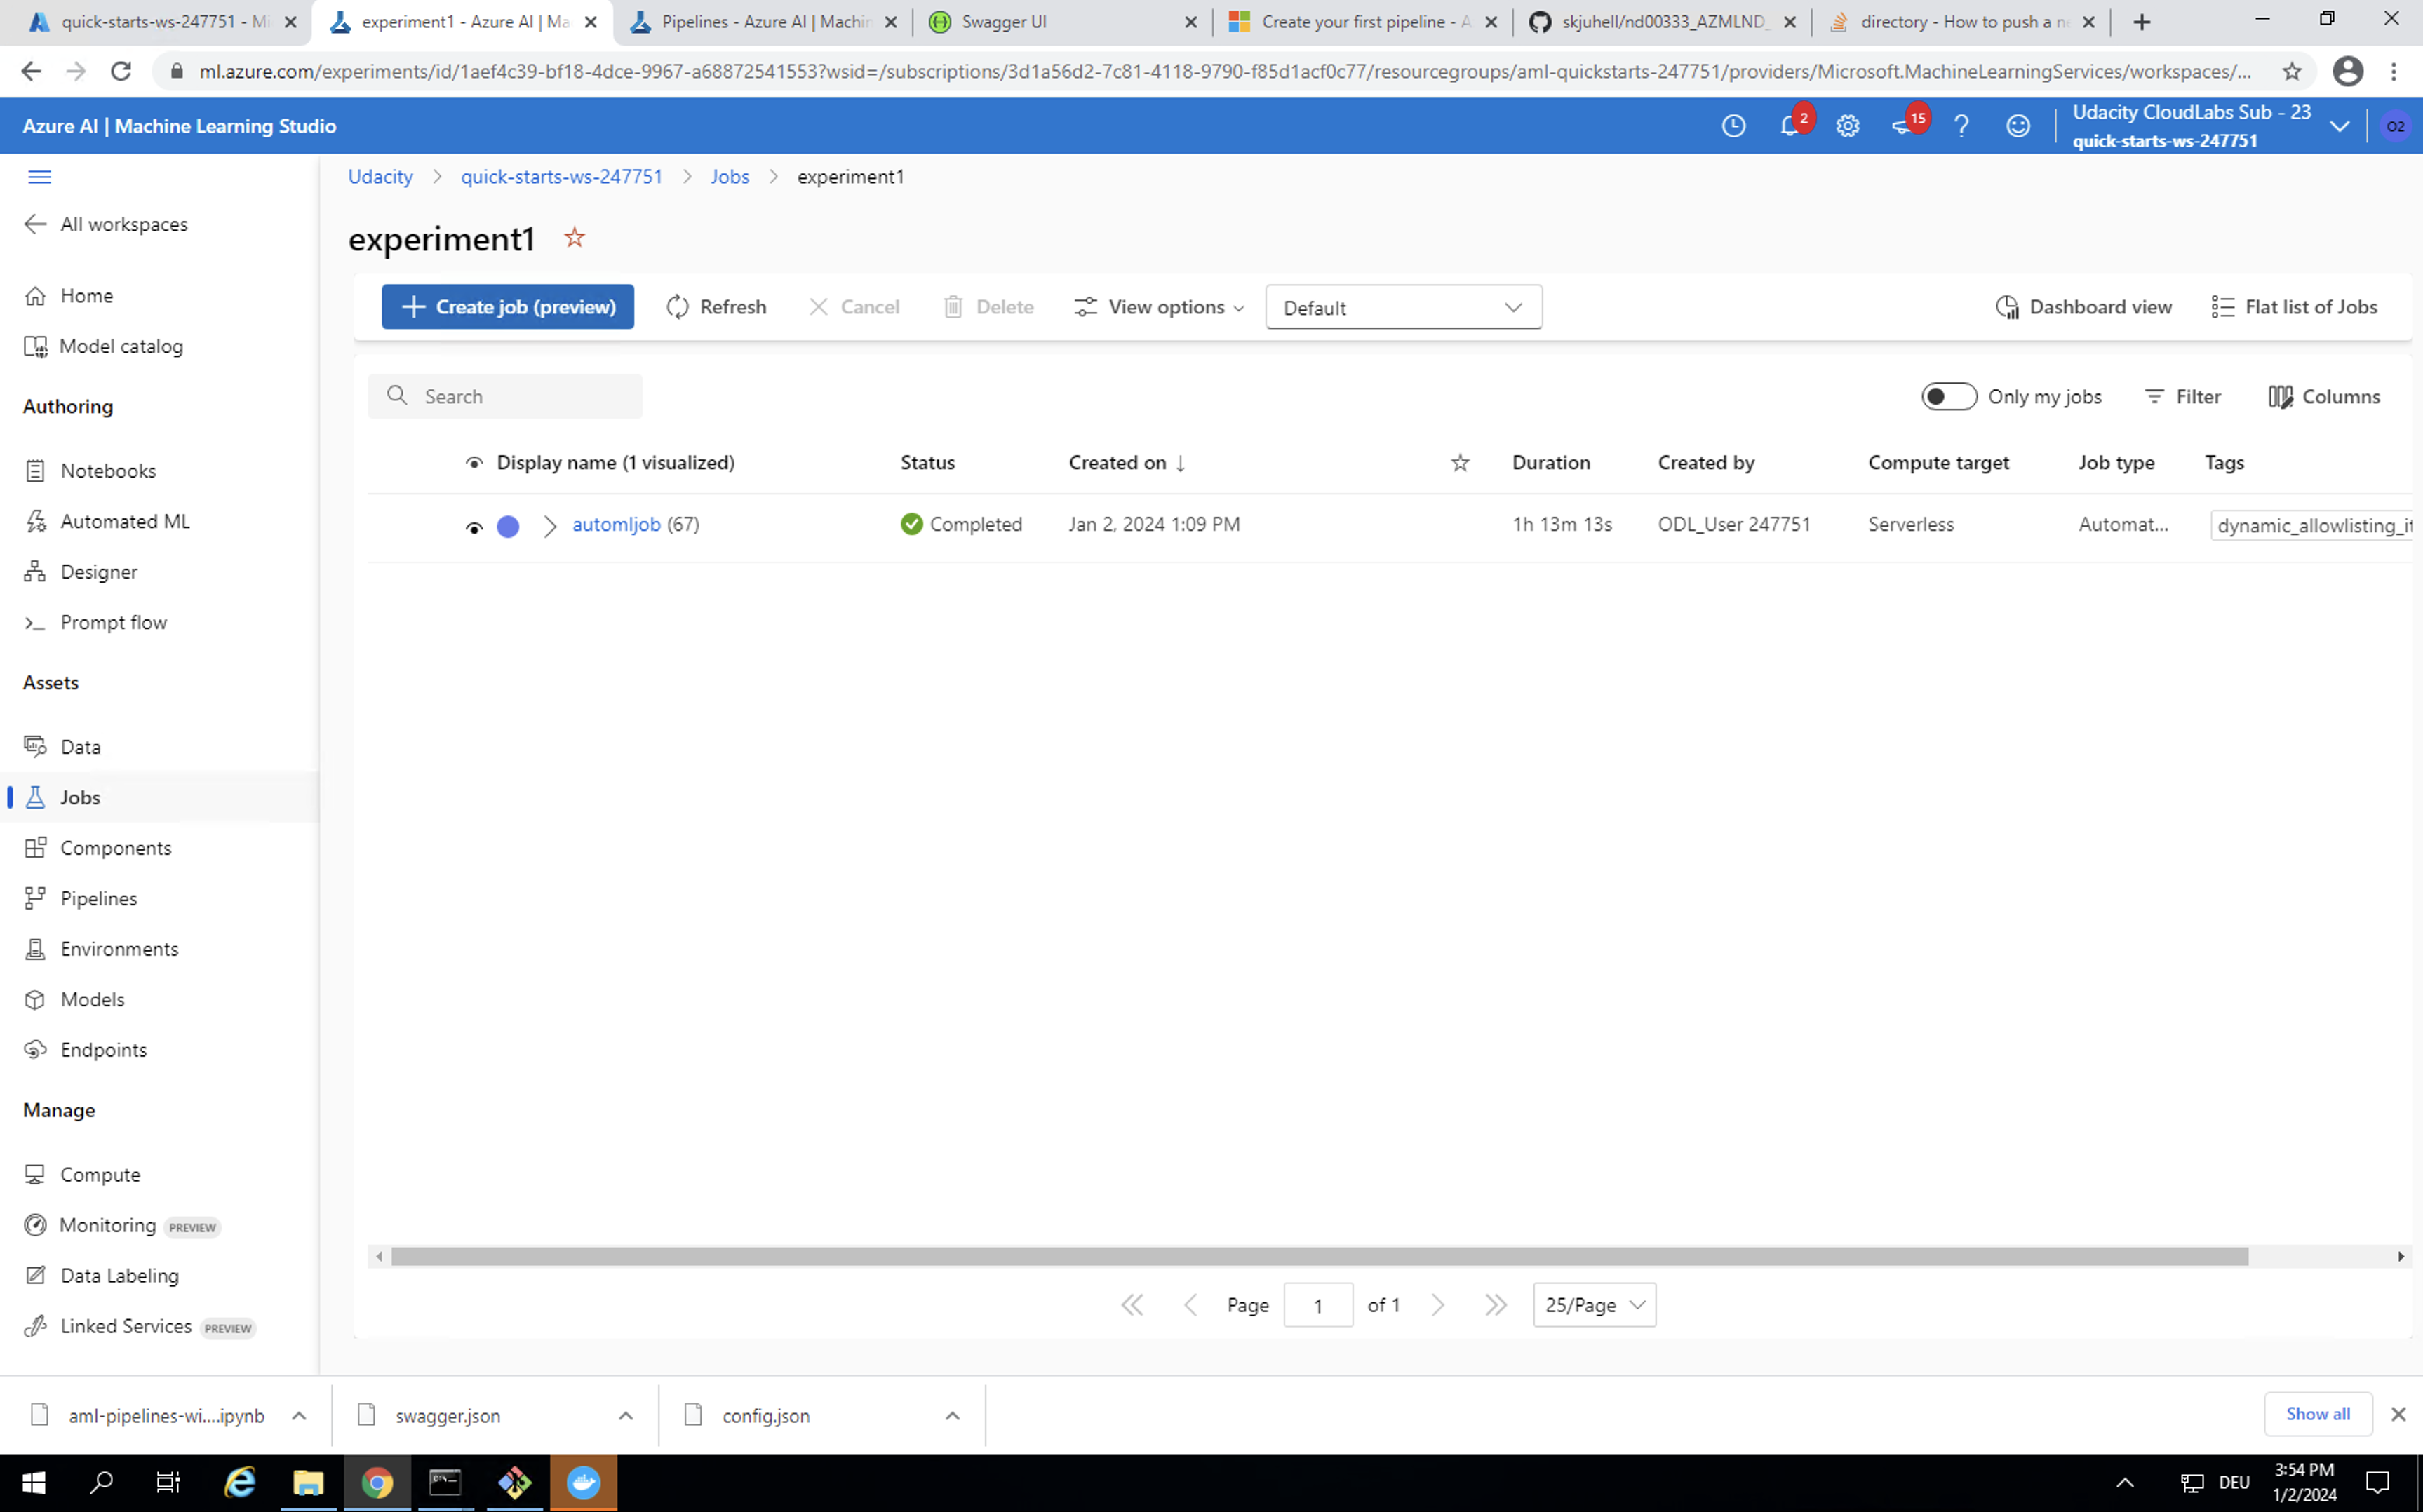 quick-starts-ws-247751 - Mi
experiment1 - Azure AI | Ma
Pipelines - Azure AI | Machin
Swagger UI
Create your first pipeline - A
skjuhell/nd00333_AZMLND_
directory - How to push a ne
ml.azure.com/experiments/id/1aef4c39-bf18-4dce-9967-a68872541553?wsid=/subscriptions/3d1a56d2-7c81-4118-9790-f85d1acf0c77/resourcegroups/aml-quickstarts-247751/providers/Microsoft.MachineLearningServices/workspaces/...
Azure AI | Machine Learning Studio
2
15
?
Udacity CloudLabs Sub - 23
quick-starts-ws-247751
O2
Udacity > quick-starts-ws-247751 > Jobs > experiment1
All workspaces
experiment1
Home
Model catalog
Authoring
Notebooks
Automated ML
Designer
Prompt flow
Assets
Data
Jobs
Components
Pipelines
Environments
Models
Endpoints
Manage
Compute
Monitoring PREVIEW
Data Labeling
Linked Services PREVIEW
Create job (preview)
Refresh
Cancel
Delete
View options
Default
Dashboard view
Flat list of Jobs
Search
Only my jobs
Filter
Columns
Display name (1 visualized) Status Created on ↓ Duration Created by Compute target Job type Tags
automljob (67) Completed Jan 2, 2024 1:09 PM 1h 13m 13s ODL_User 247751 Serverless Automat... dynamic_allowlisting_it
Page 1 of 1
25/Page
aml-pipelines-wi....ipynb
swagger.json
config.json
Show all
DEU
3:54 PM
1/2/2024